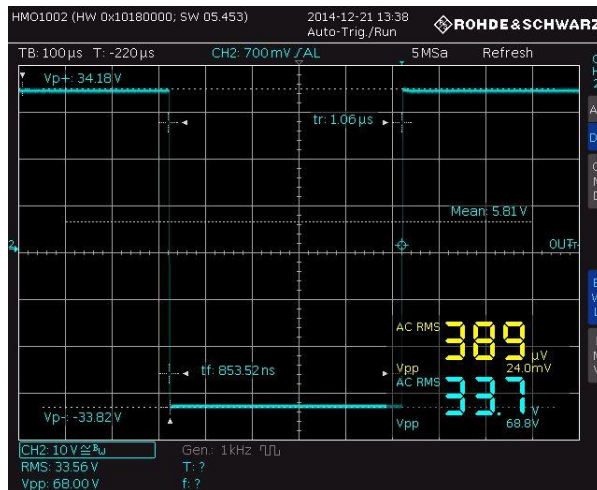 HMO1002 (HW 0x10180000; SW 05.453)
2014-12-21 13:38
Auto-Trig./Run
ROHDE&SCHWARZ
TB: 100µs T: -220µs CH2: 700mV AL 5MSa Refresh
Vp+: 34.18V
tr: 1.06µs
Mean: 5.81V
2
OUT
AC RMS 389 µV
Vpp 24.0mV
tf: 853.52ns
AC RMS 33.7 V
Vpp 68.8V
Vp-: -33.82V
CH2: 10V≅Bw Gen.: 1kHz
RMS: 33.56V T: ?
Vpp: 68.00V f: ?